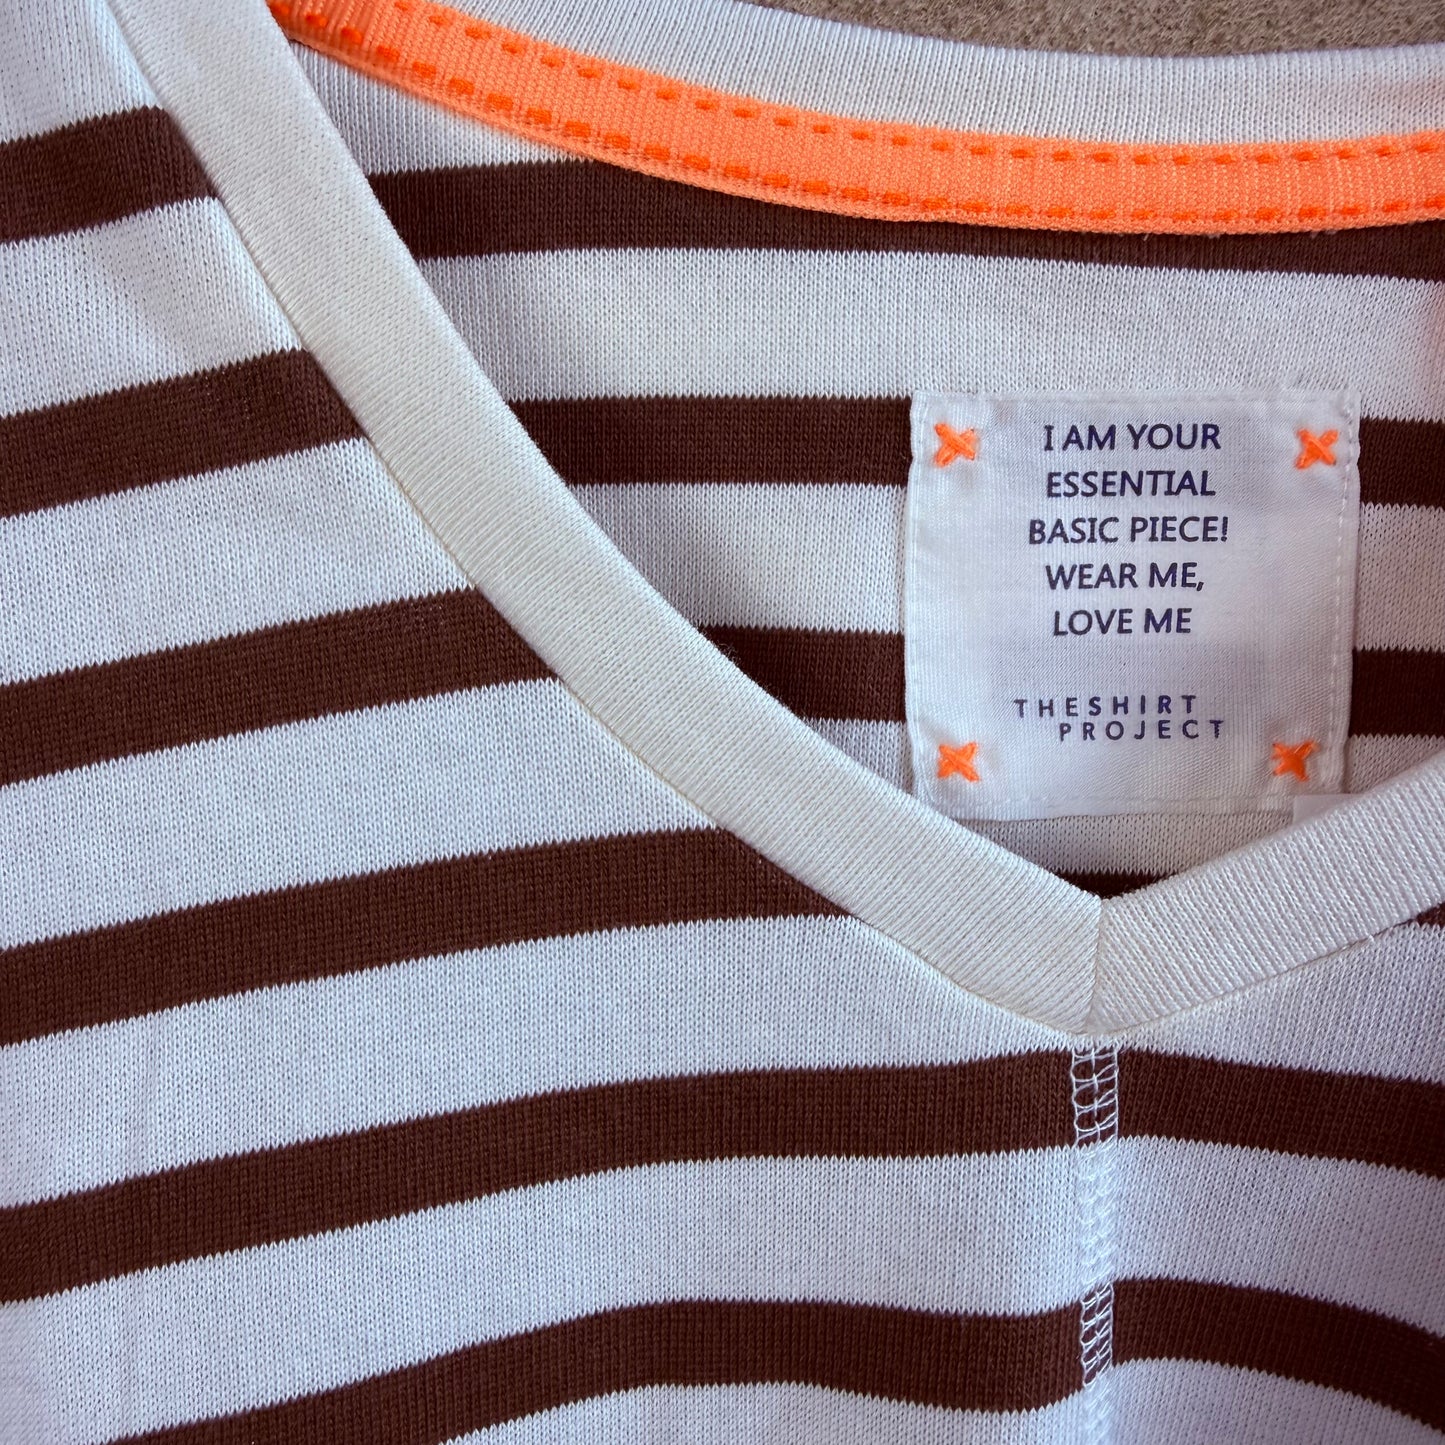 I AM YOUR
ESSENTIAL
BASIC PIECE!
WEAR ME,
LOVE ME
THESHIRT
PROJECT